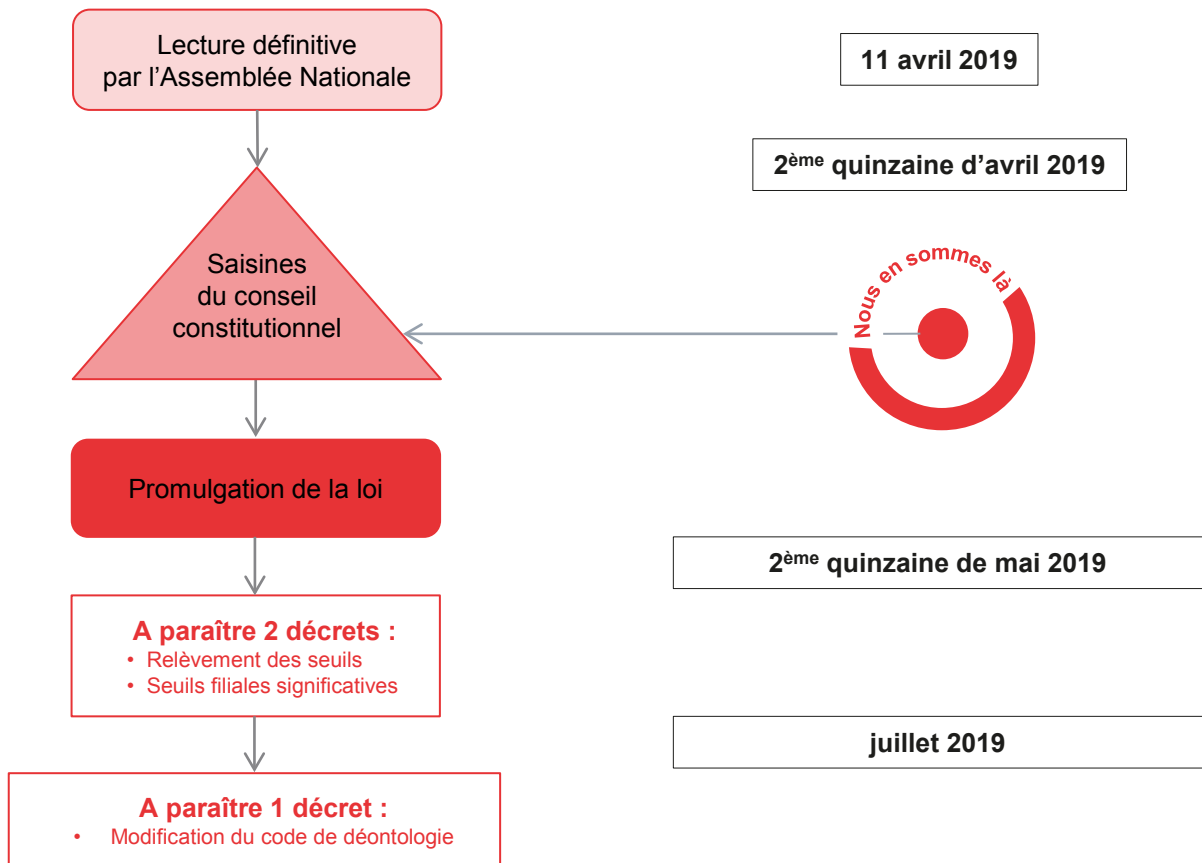 Lecture définitive
par l’Assemblée Nationale
11 avril 2019
2ème quinzaine d’avril 2019
Saisines
du conseil
constitutionnel
Nous en sommes là
Promulgation de la loi
2ème quinzaine de mai 2019
A paraître 2 décrets :
• Relèvement des seuils
• Seuils filiales significatives
juillet 2019
A paraître 1 décret :
• Modification du code de déontologie